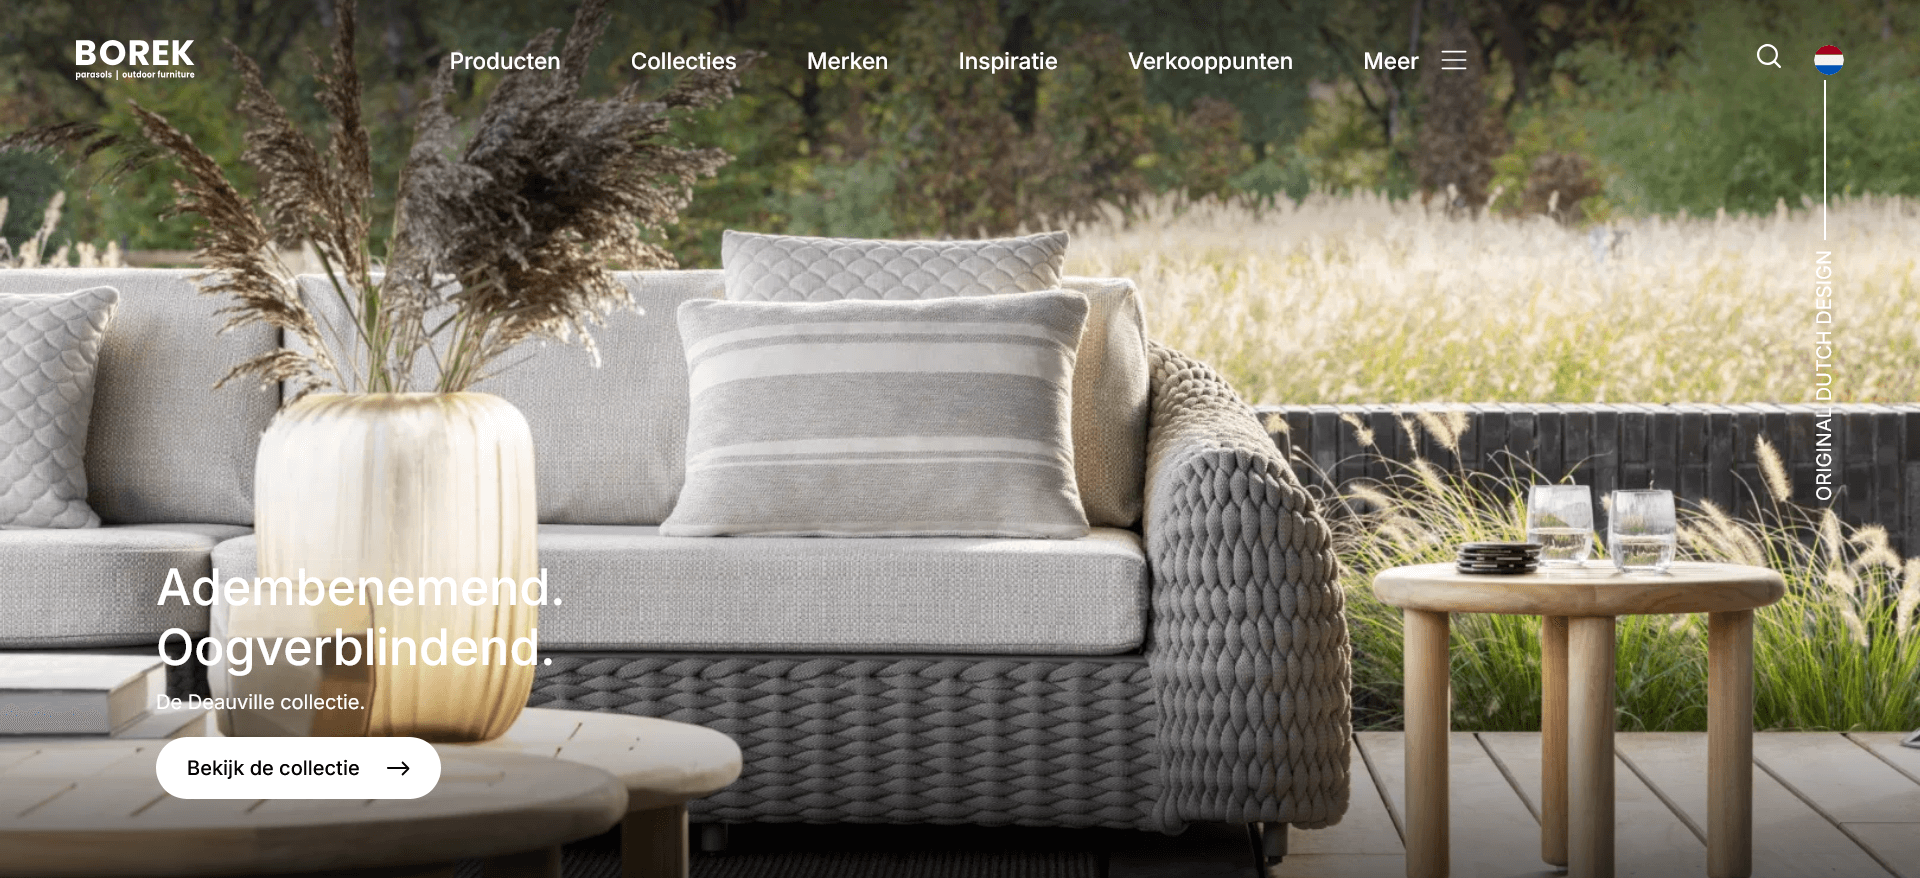 BOREK
parasols | outdoor furniture
Producten
Collecties
Merken
Inspiratie
Verkooppunten
Meer
ORIGINAL DUTCH DESIGN
Adembenemend.
Oogverblindend.
De Deauville collectie.
Bekijk de collectie